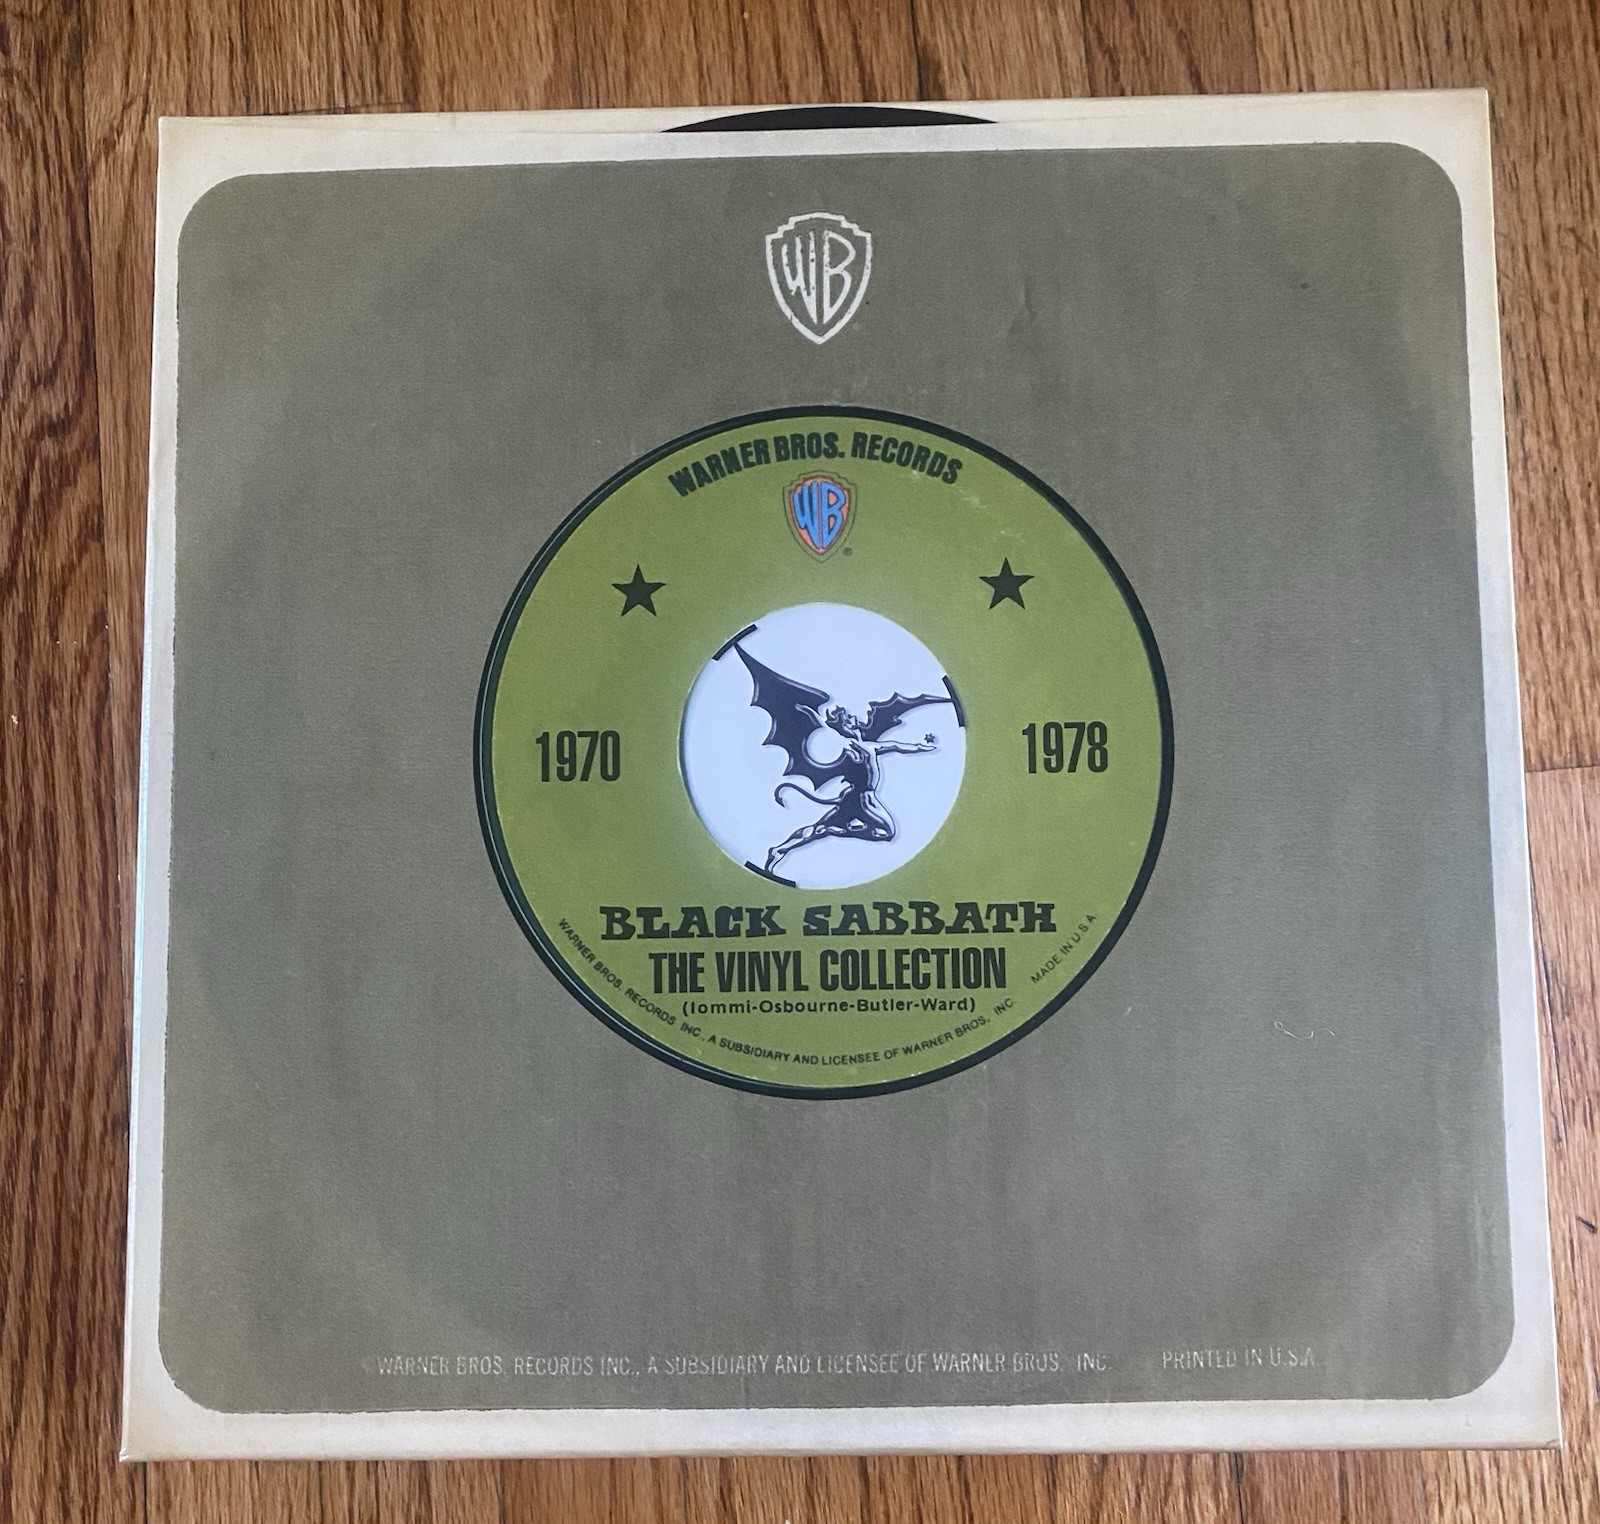 WB
WARNER BROS. RECORDS
WB
®
1970
1978
BLACK SABBATH
THE VINYL COLLECTION
(Iommi-Osbourne-Butler-Ward)
WARNER BROS. RECORDS INC., A SUBSIDIARY AND LICENSEE OF WARNER BROS. INC. MADE IN U.S.A.
WARNER BROS. RECORDS INC., A SUBSIDIARY AND LICENSEE OF WARNER BROS. INC. PRINTED IN U.S.A